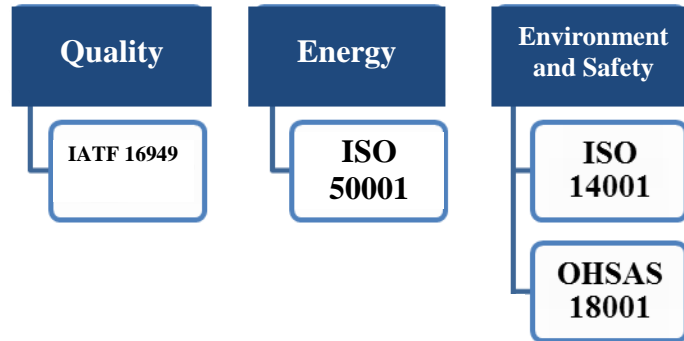 Quality
IATF 16949
Energy
ISO
50001
Environment
and Safety
ISO
14001
OHSAS
18001